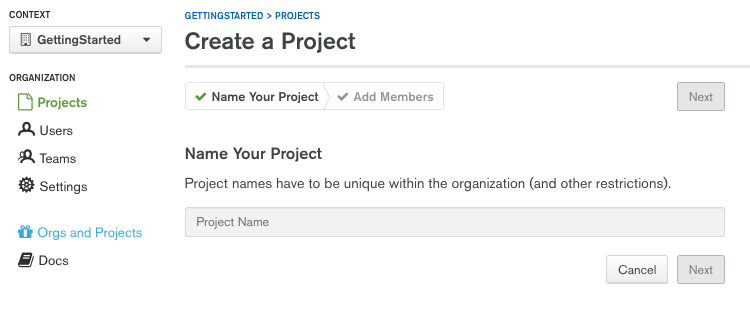 CONTEXT
GettingStarted
ORGANIZATION
Projects
Users
Teams
Settings
Orgs and Projects
Docs
GETTINGSTARTED > PROJECTS
Create a Project
Name Your Project
Add Members
Next
Name Your Project
Project names have to be unique within the organization (and other restrictions).
Project Name
Cancel
Next